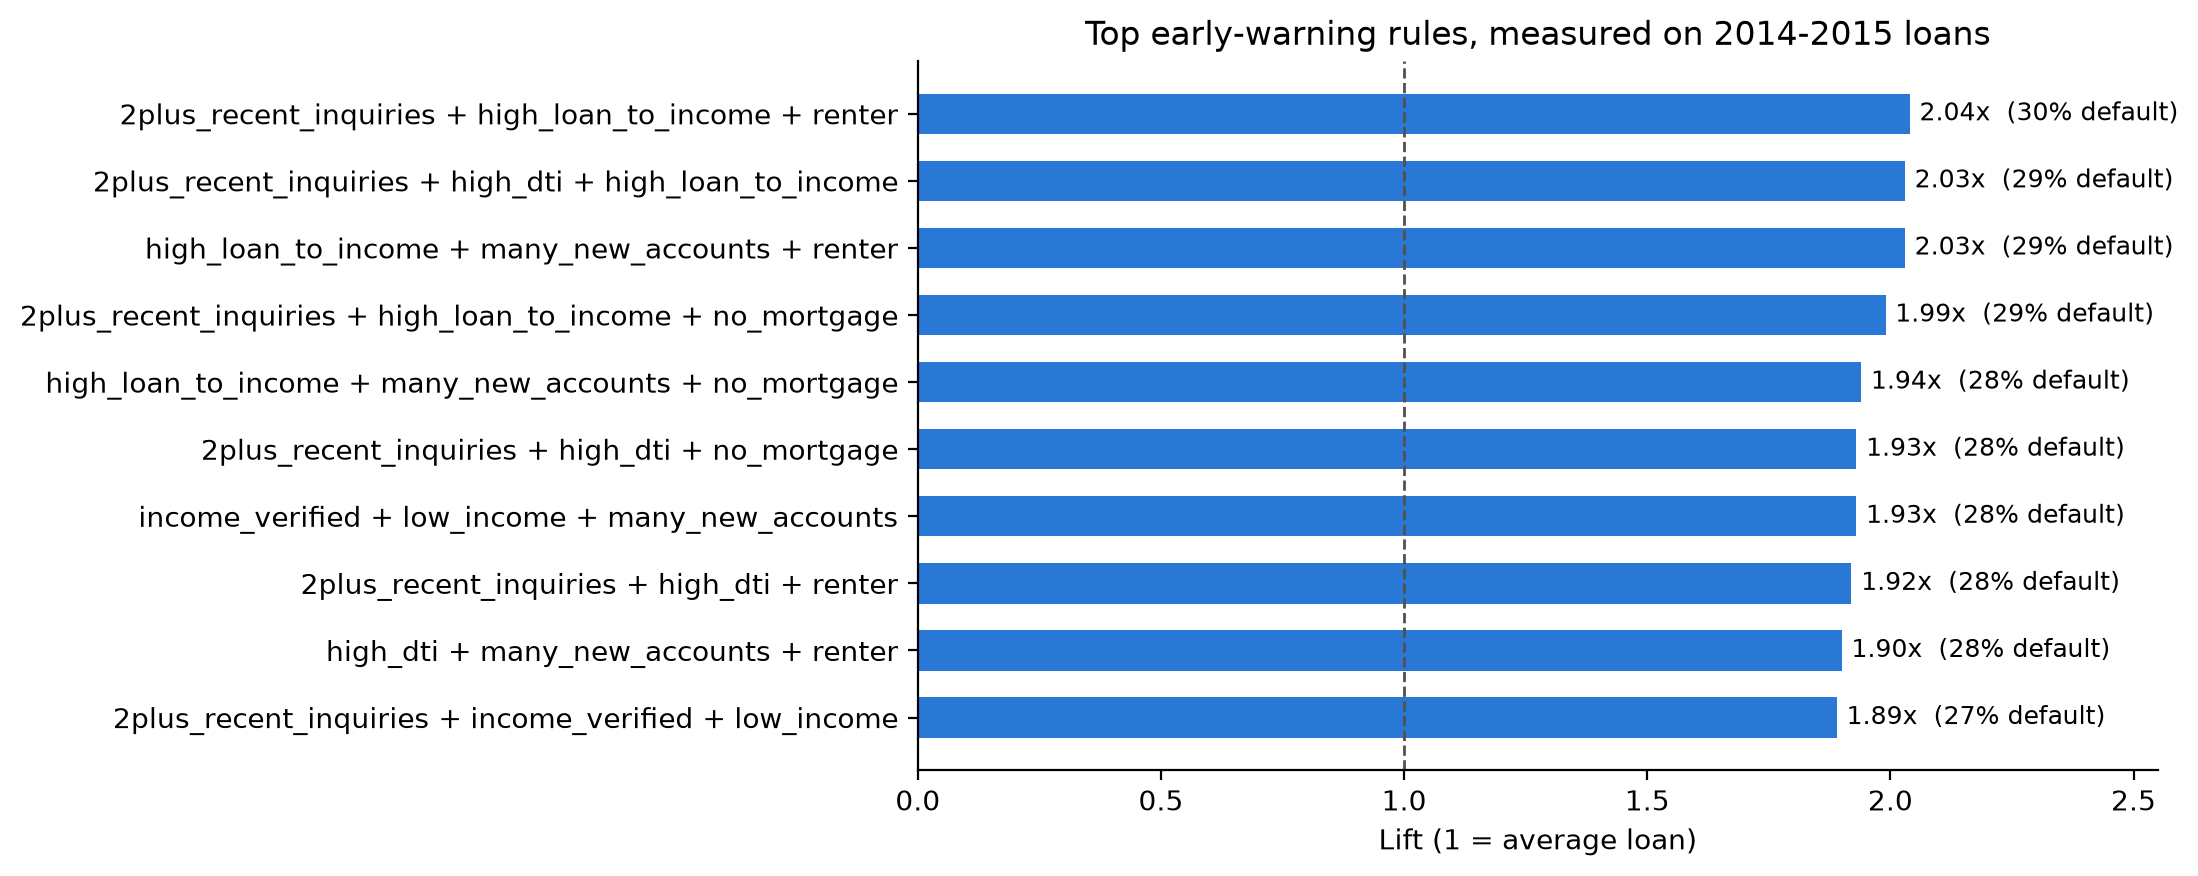 Top early-warning rules, measured on 2014-2015 loans
2plus_recent_inquiries + high_loan_to_income + renter 2.04x (30% default)
2plus_recent_inquiries + high_dti + high_loan_to_income 2.03x (29% default)
high_loan_to_income + many_new_accounts + renter 2.03x (29% default)
2plus_recent_inquiries + high_loan_to_income + no_mortgage 1.99x (29% default)
high_loan_to_income + many_new_accounts + no_mortgage 1.94x (28% default)
2plus_recent_inquiries + high_dti + no_mortgage 1.93x (28% default)
income_verified + low_income + many_new_accounts 1.93x (28% default)
2plus_recent_inquiries + high_dti + renter 1.92x (28% default)
high_dti + many_new_accounts + renter 1.90x (28% default)
2plus_recent_inquiries + income_verified + low_income 1.89x (27% default)
0.0 0.5 1.0 1.5 2.0 2.5
Lift (1 = average loan)